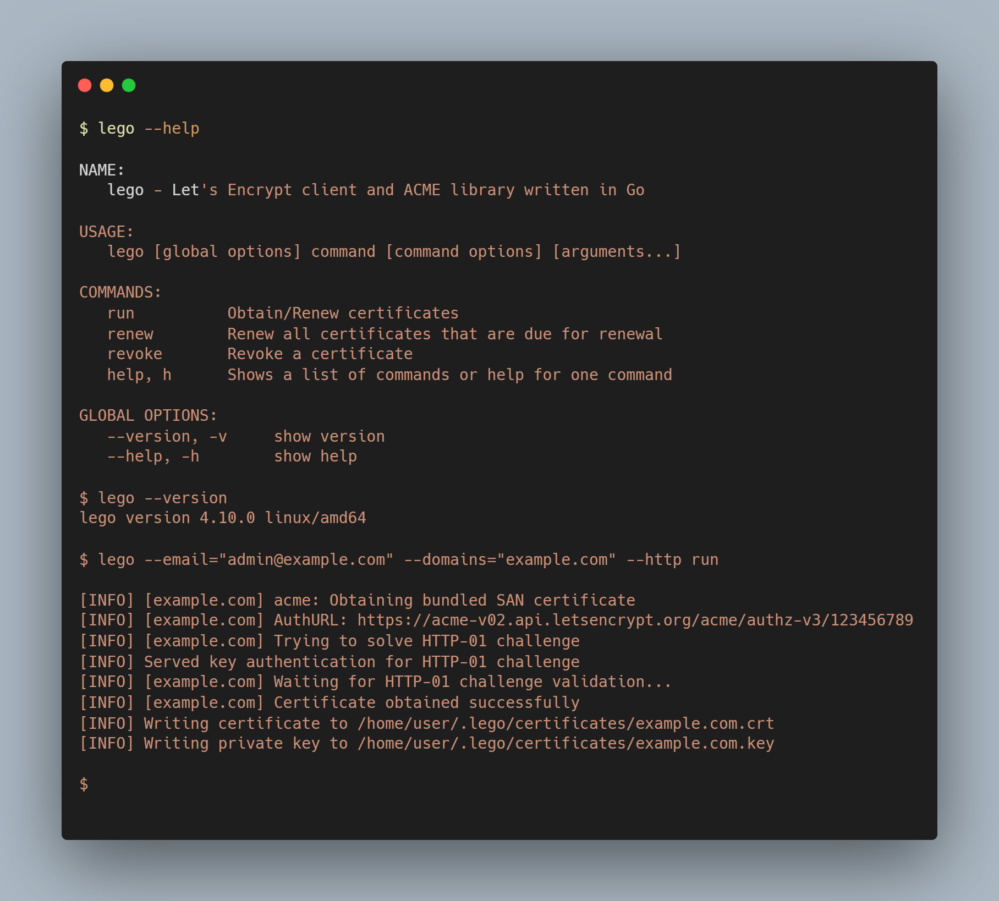 $ lego --help
NAME:
lego - Let's Encrypt client and ACME library written in Go
USAGE:
lego [global options] command [command options] [arguments...]
COMMANDS:
run             Obtain/Renew certificates
renew           Renew all certificates that are due for renewal
revoke          Revoke a certificate
help, h         Shows a list of commands or help for one command
GLOBAL OPTIONS:
--version, -v     show version
--help, -h        show help
$ lego --version
lego version 4.10.0 linux/amd64
$ lego --email="admin@example.com" --domains="example.com" --http run
[INFO] [example.com] acme: Obtaining bundled SAN certificate
[INFO] [example.com] AuthURL: https://acme-v02.api.letsencrypt.org/acme/authz-v3/123456789
[INFO] [example.com] Trying to solve HTTP-01 challenge
[INFO] Served key authentication for HTTP-01 challenge
[INFO] [example.com] Waiting for HTTP-01 challenge validation...
[INFO] [example.com] Certificate obtained successfully
[INFO] Writing certificate to /home/user/.lego/certificates/example.com.crt
[INFO] Writing private key to /home/user/.lego/certificates/example.com.key
$